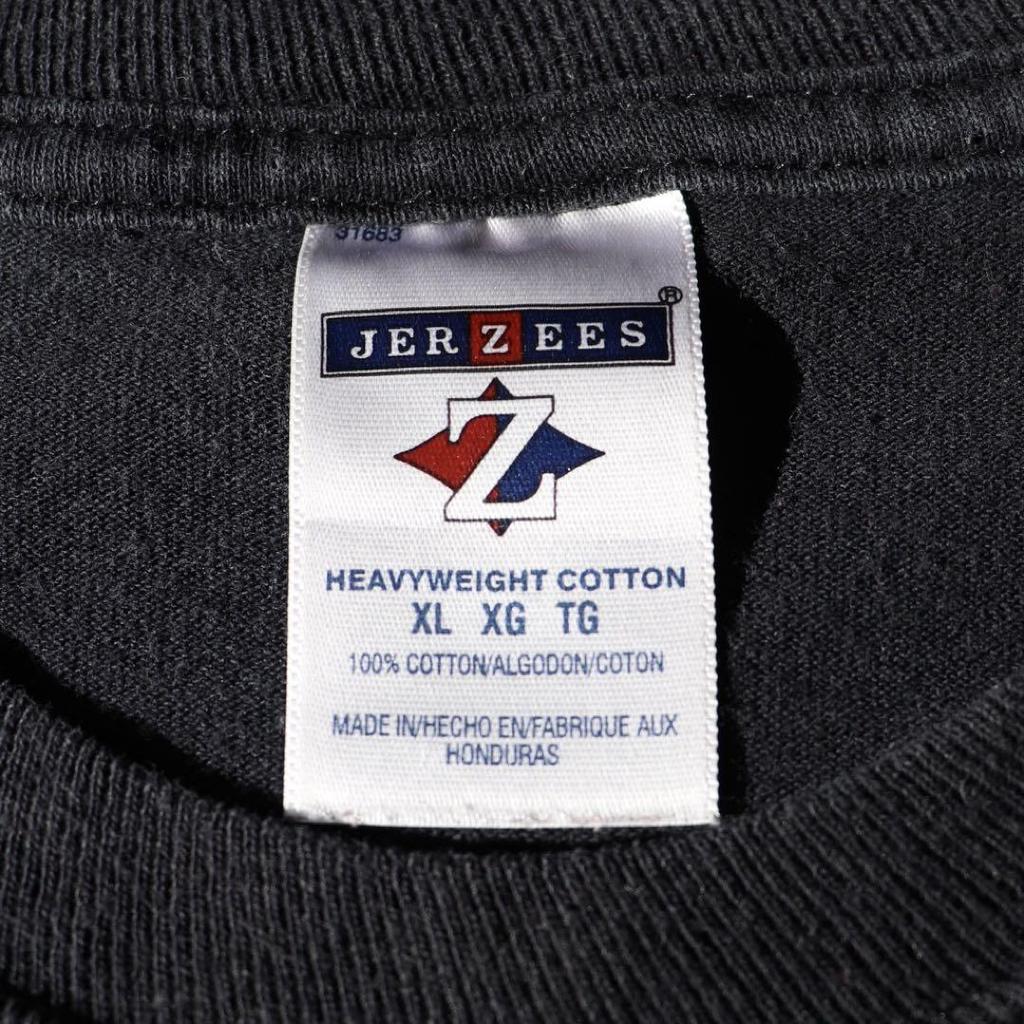 31683
JERZEES®
Z
HEAVYWEIGHT COTTON
XL XG TG
100% COTTON/ALGODON/COTON
MADE IN/HECHO EN/FABRIQUE AUX
HONDURAS